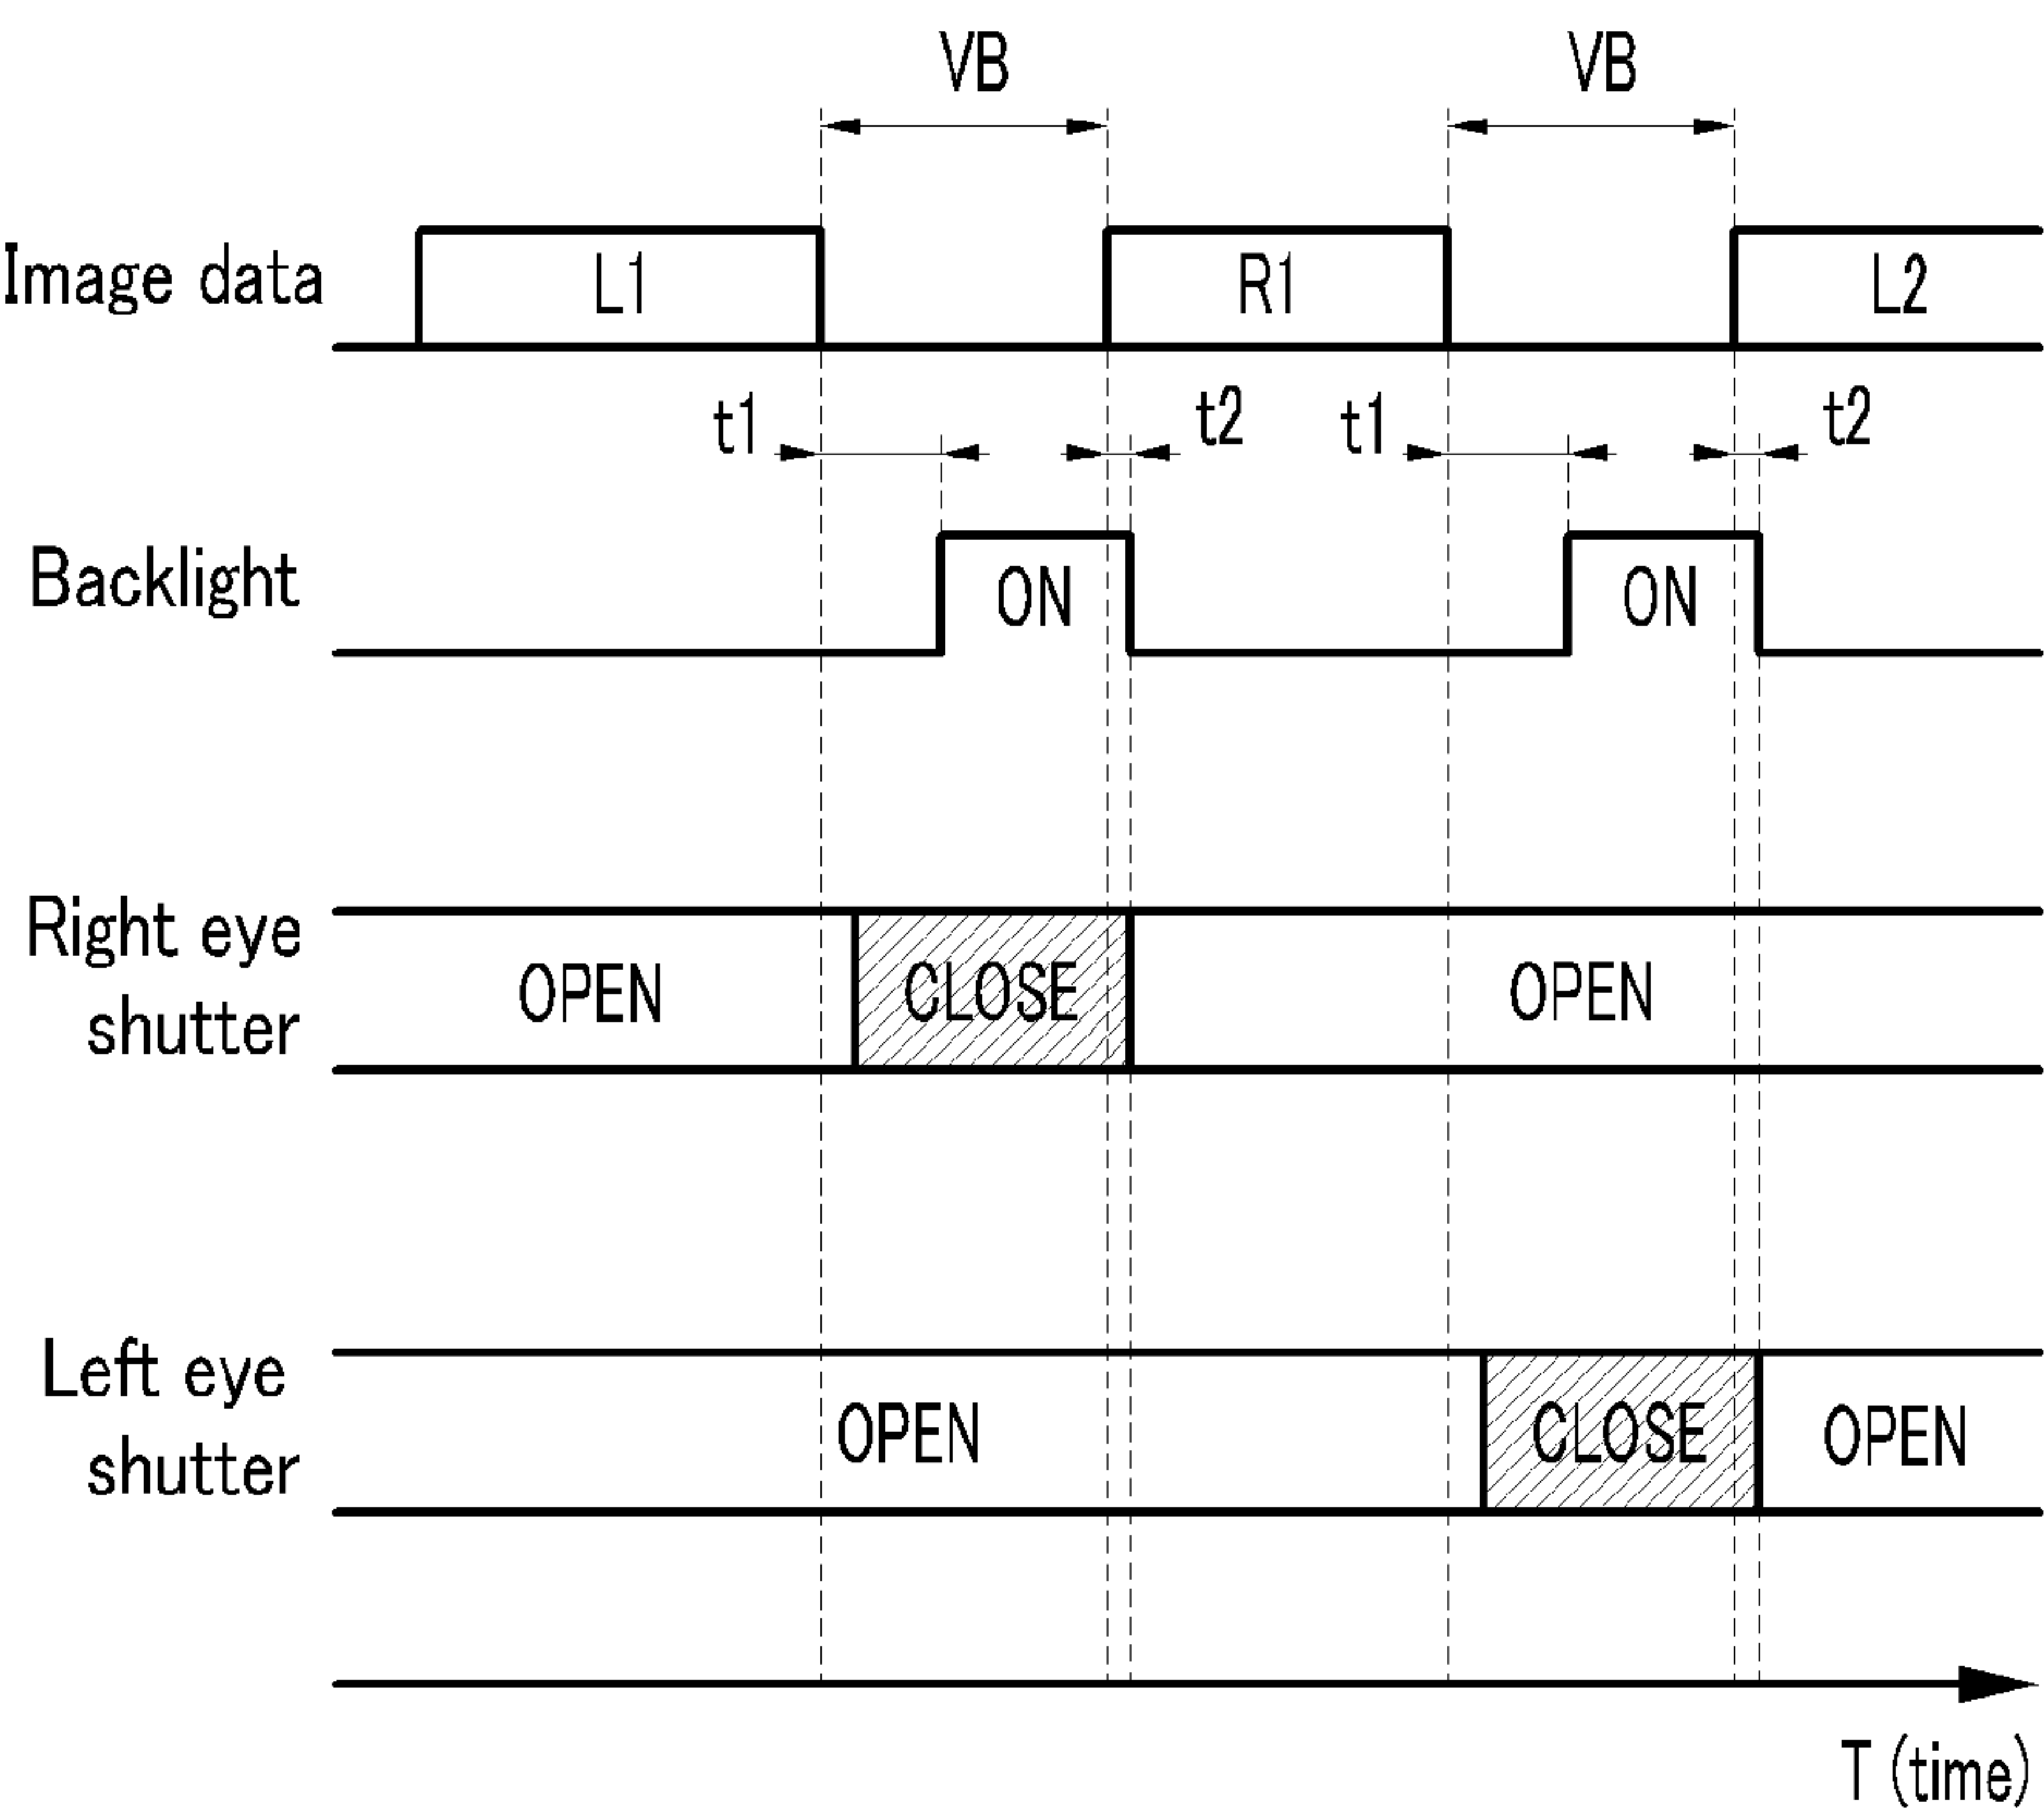 VB VB
Image data L1 R1 L2
t1 t2 t1 t2
Backlight ON ON
Right eye
shutter
OPEN CLOSE OPEN
Left eye
shutter
OPEN CLOSE OPEN
T (time)